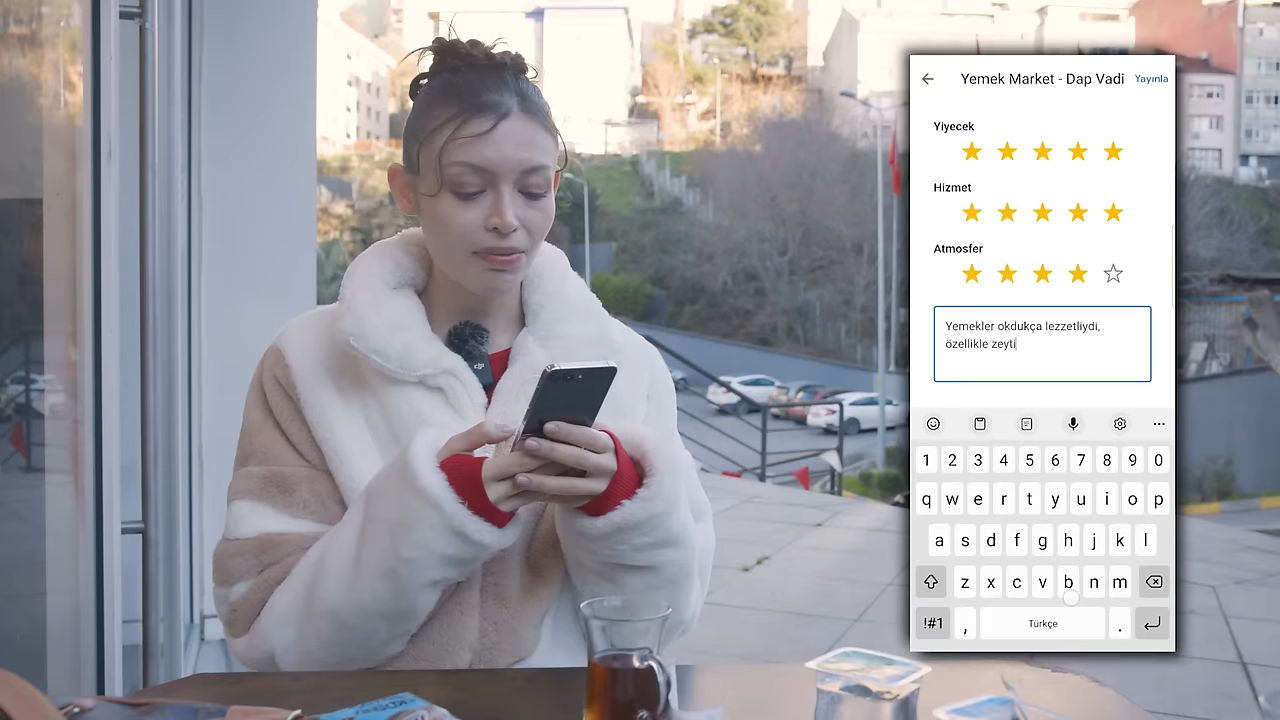 Yemek Market - Dap Vadi
Yayınla
Yiyecek
Hizmet
Atmosfer
Yemekler okdukça lezzetliydi,
özellikle zeyti
1 2 3 4 5 6 7 8 9 0
q w e r t y u i o p
a s d f g h j k l
z x c v b n m
!#1 , Türkçe .
dji